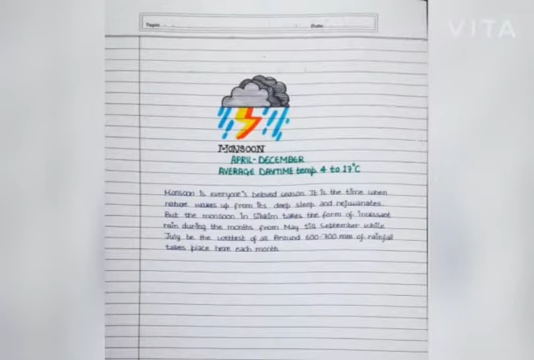 Topic:
Date:
VITA
MONSOON
APRIL-DECEMBER
AVERAGE DAYTIME temp. 4 to 17°C
Monsoon is everyone's beloved season. It is the time when
nature wakes up from its deep sleep and rejuvanates.
But the monsoon in Sikkim takes the form of incessant
rain during the months from May till September while
July be the wettest of all. Around 600-700 mm of rainfall
takes place here each month.